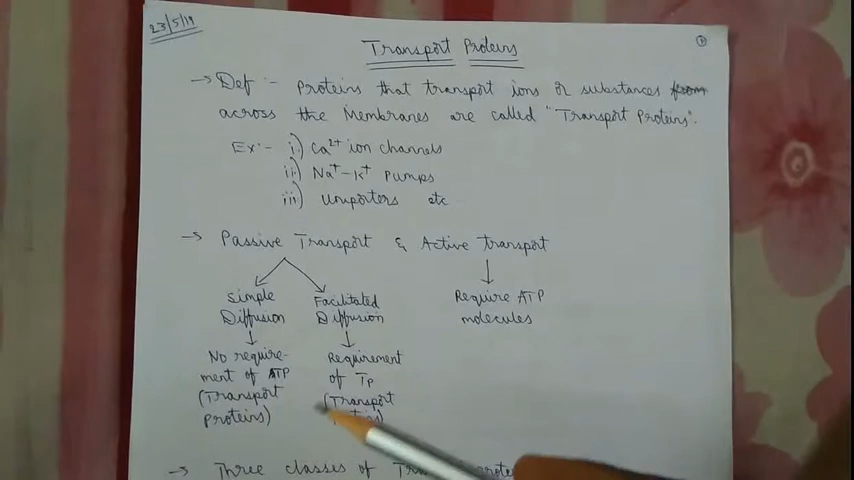 23/5/19
Transport Proteins
→ Def :- Proteins that transport ions or substances from
across the Membranes are called "Transport Proteins".
Ex:- i) Ca²⁺ ion channels
ii) Na⁺-K⁺ Pumps
iii) Uniporters etc
→ Passive Transport & Active transport
Simple Diffusion
Facilitated Diffusion
Require ATP
molecules
No require-
ment of ATP
(Transport
Proteins)
Requirement
of TP
(Transport
→ Three classes of